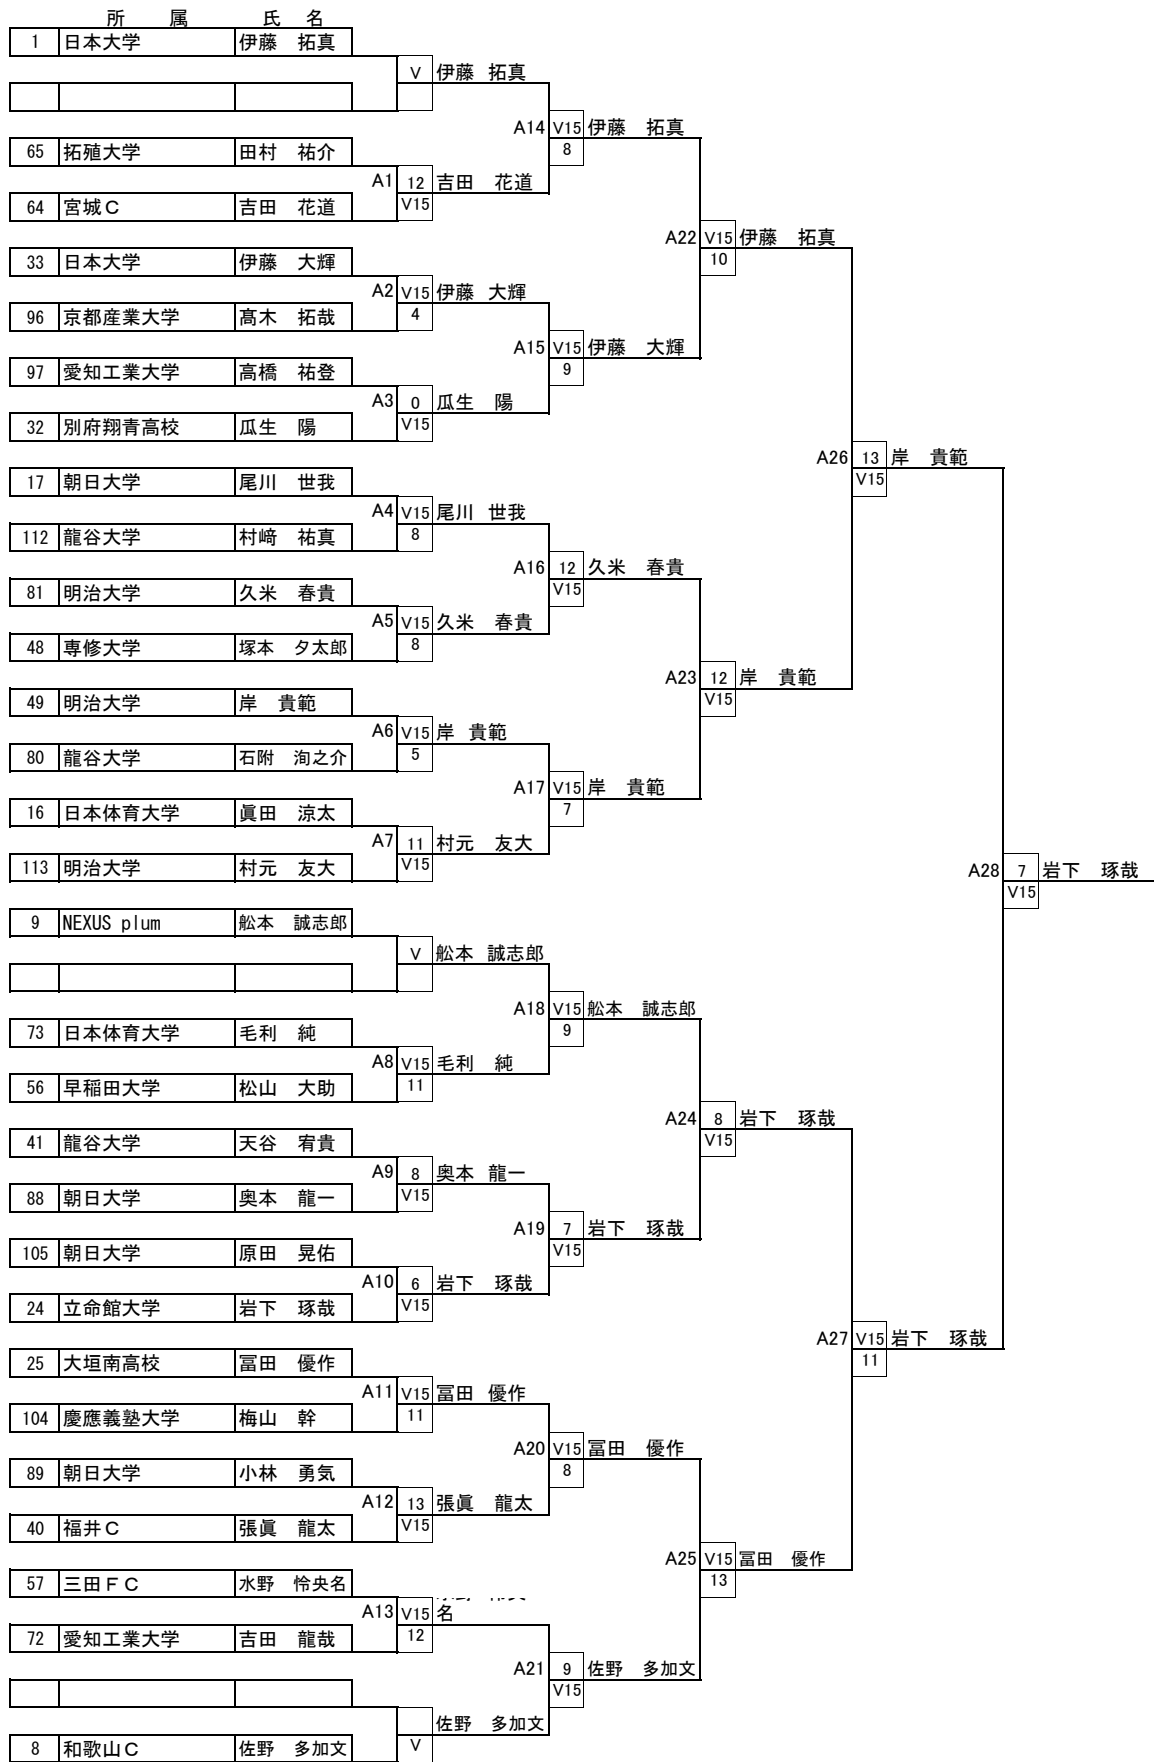 所　属　氏　名
1 日本大学 伊藤　拓真
V 伊藤 拓真
A14 V15 伊藤　拓真
8
65 拓殖大学 田村　祐介
A1 12 吉田　花道
V15
64 宮城Ｃ 吉田　花道
A22 V15 伊藤　拓真
10
33 日本大学 伊藤　大輝
A2 V15 伊藤 大輝
4
96 京都産業大学 髙木　拓哉
A15 V15 伊藤　大輝
9
97 愛知工業大学 高橋　祐登
A3 0 瓜生　陽
V15
32 別府翔青高校 瓜生　陽
A26 13 岸　貴範
V15
17 朝日大学 尾川　世我
A4 V15 尾川 世我
8
112 龍谷大学 村﨑　祐真
A16 12 久米　春貴
V15
81 明治大学 久米　春貴
A5 V15 久米　春貴
8
48 専修大学 塚本　夕太郎
A23 12 岸　貴範
V15
49 明治大学 岸　貴範
A6 V15 岸 貴範
5
80 龍谷大学 石附　洵之介
A17 V15 岸　貴範
7
16 日本体育大学 眞田　涼太
A7 11 村元　友大
V15
113 明治大学 村元　友大
A28 7 岩下　琢哉
V15
9 NEXUS plum 舩本　誠志郎
V 舩本 誠志郎
A18 V15 舩本　誠志郎
9
73 日本体育大学 毛利　純
A8 V15 毛利　純
11
56 早稲田大学 松山　大助
A24 8 岩下　琢哉
V15
41 龍谷大学 天谷　宥貴
A9 8 奥本 龍一
V15
88 朝日大学 奥本　龍一
A19 7 岩下　琢哉
V15
105 朝日大学 原田　晃佑
A10 6 岩下　琢哉
V15
24 立命館大学 岩下　琢哉
A27 V15 岩下　琢哉
11
25 大垣南高校 冨田　優作
A11 V15 冨田 優作
11
104 慶應義塾大学 梅山　幹
A20 V15 冨田　優作
8
89 朝日大学 小林　勇気
A12 13 張眞　龍太
V15
40 福井Ｃ 張眞　龍太
A25 V15 冨田　優作
13
57 三田ＦＣ 水野　怜央名
A13 V15 名
12
72 愛知工業大学 吉田　龍哉
A21 9 佐野　多加文
V15
佐野　多加文
V
8 和歌山Ｃ 佐野　多加文